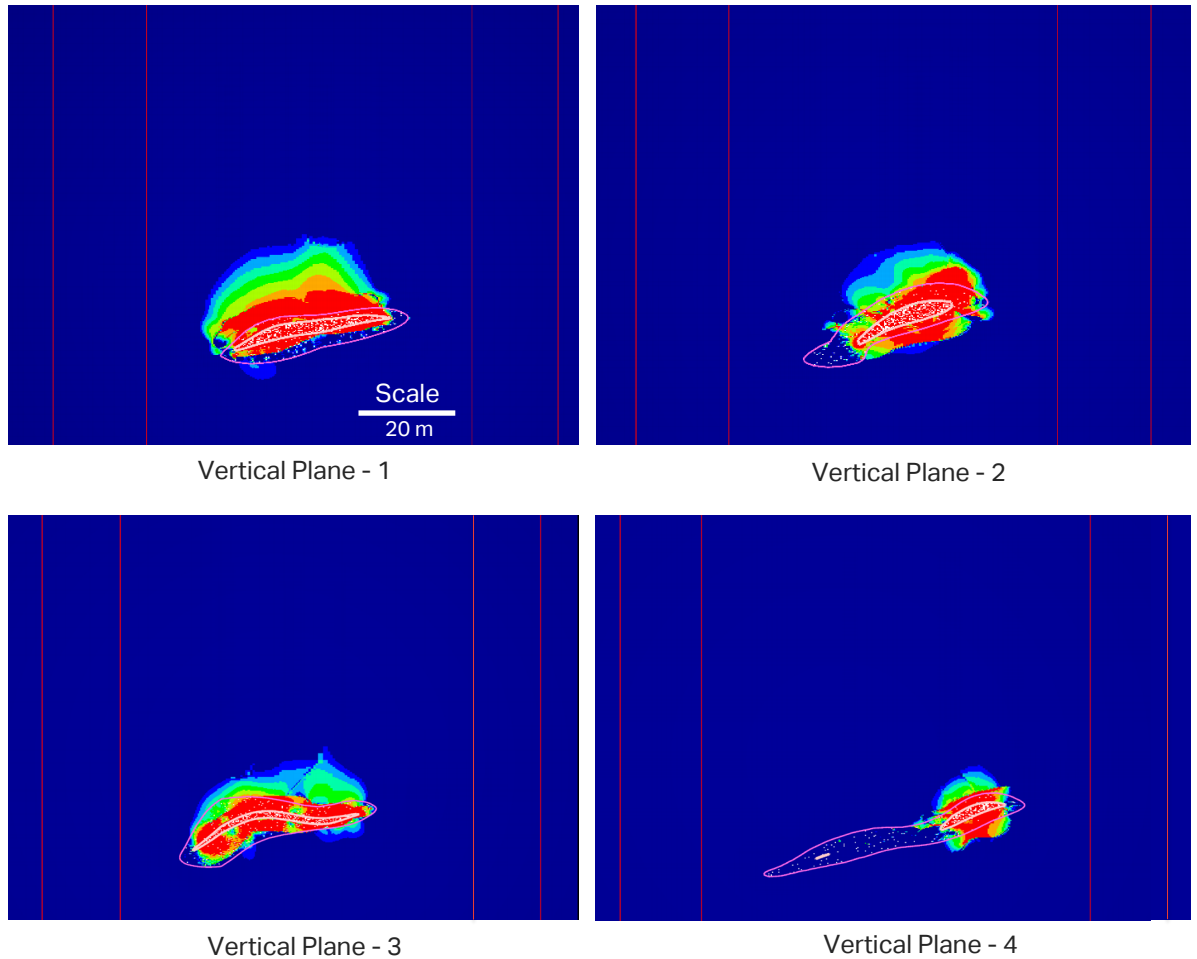 Scale
20 m
Vertical Plane - 1
Vertical Plane - 2
Vertical Plane - 3
Vertical Plane - 4